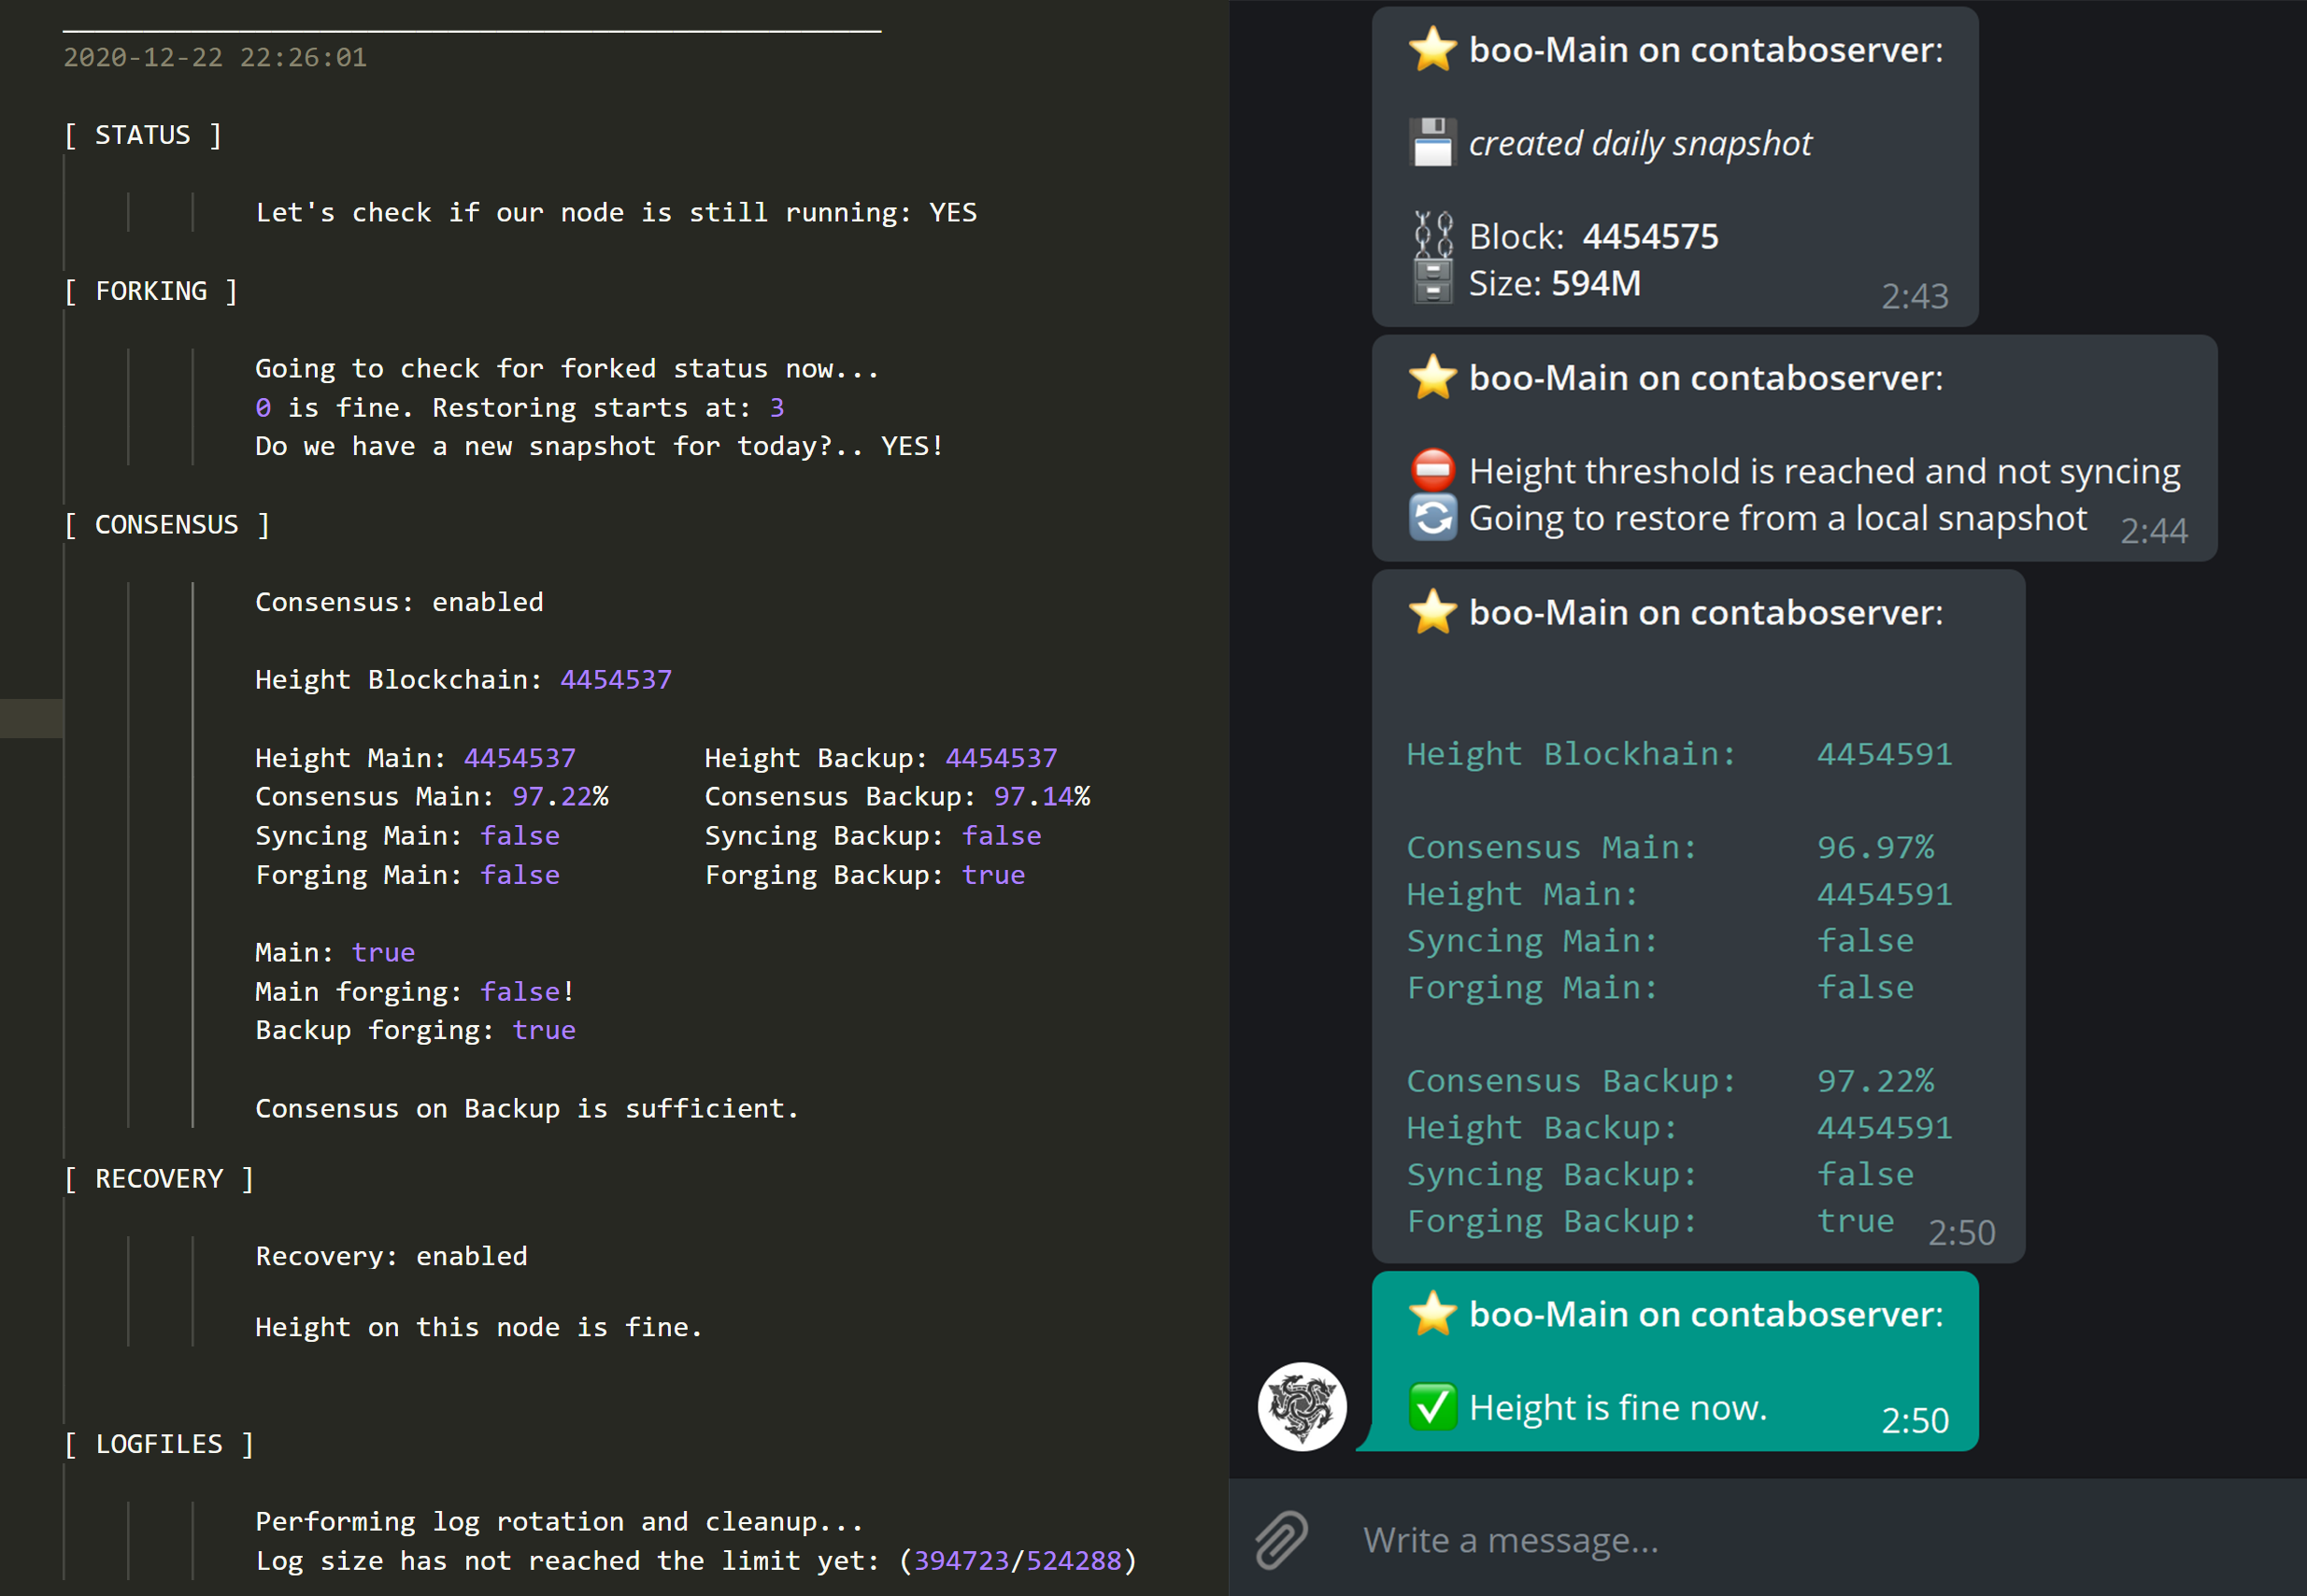 2020-12-22 22:26:01
[ STATUS ]
Let's check if our node is still running: YES
[ FORKING ]
Going to check for forked status now...
0 is fine. Restoring starts at: 3
Do we have a new snapshot for today?.. YES!
[ CONSENSUS ]
Consensus: enabled
Height Blockchain: 4454537
Height Main: 4454537 Height Backup: 4454537
Consensus Main: 97.22% Consensus Backup: 97.14%
Syncing Main: false Syncing Backup: false
Forging Main: false Forging Backup: true
Main: true
Main forging: false!
Backup forging: true
Consensus on Backup is sufficient.
[ RECOVERY ]
Recovery: enabled
Height on this node is fine.
[ LOGFILES ]
Performing log rotation and cleanup...
Log size has not reached the limit yet: (394723/524288)
boo-Main on contaboserver:
created daily snapshot
Block: 4454575
Size: 594M
2:43
boo-Main on contaboserver:
Height threshold is reached and not syncing
Going to restore from a local snapshot
2:44
boo-Main on contaboserver:
Height Blockhain: 4454591
Consensus Main: 96.97%
Height Main: 4454591
Syncing Main: false
Forging Main: false
Consensus Backup: 97.22%
Height Backup: 4454591
Syncing Backup: false
Forging Backup: true
2:50
boo-Main on contaboserver:
Height is fine now.
2:50
Write a message...